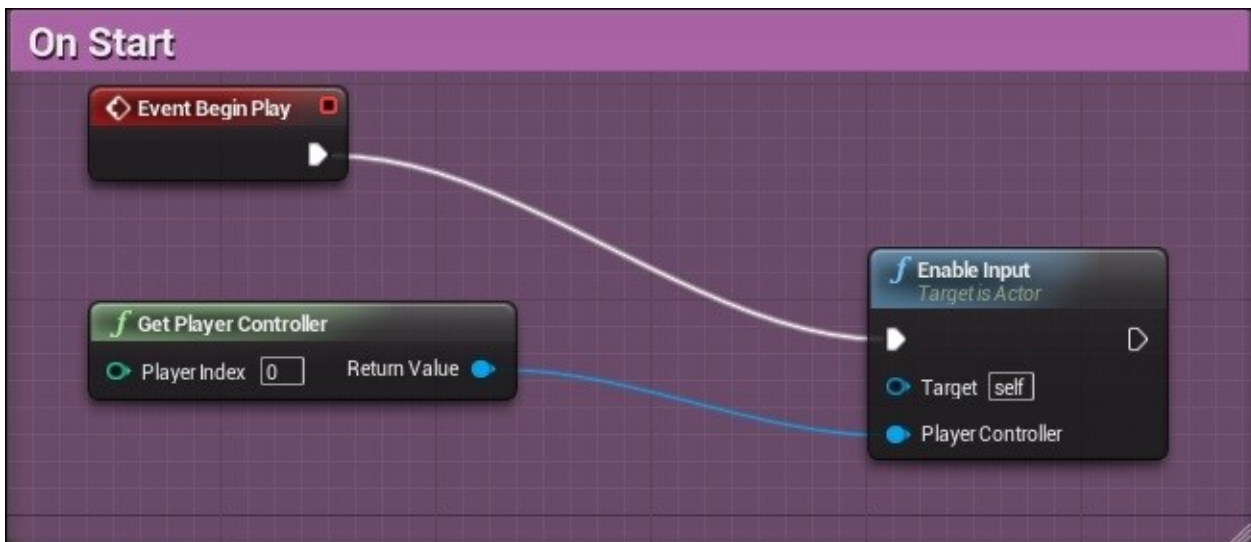 On Start
Event Begin Play
f Get Player Controller
Player Index 0 Return Value
f Enable Input
Target is Actor
Target self
Player Controller